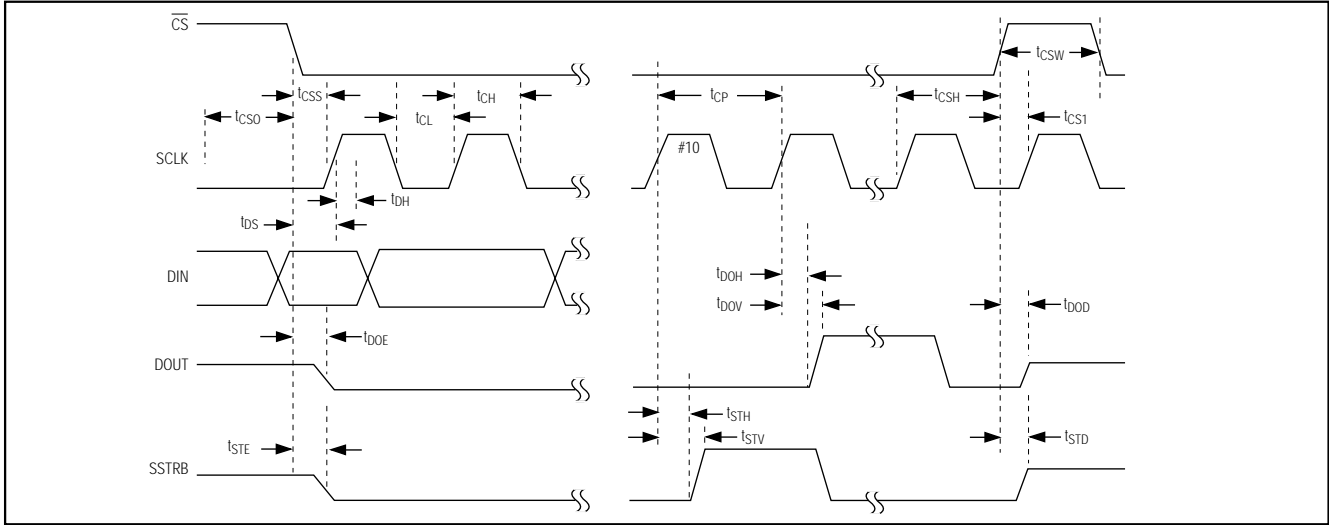 CS
tCSW
tCSS
tCH
tCP
tCSH
tCSO
tCL
tCS1
SCLK
#10
tDH
tDS
DIN
tDOH
tDOV
tDOD
tDOE
DOUT
tSTH
tSTE
tSTV
tSTD
SSTRB